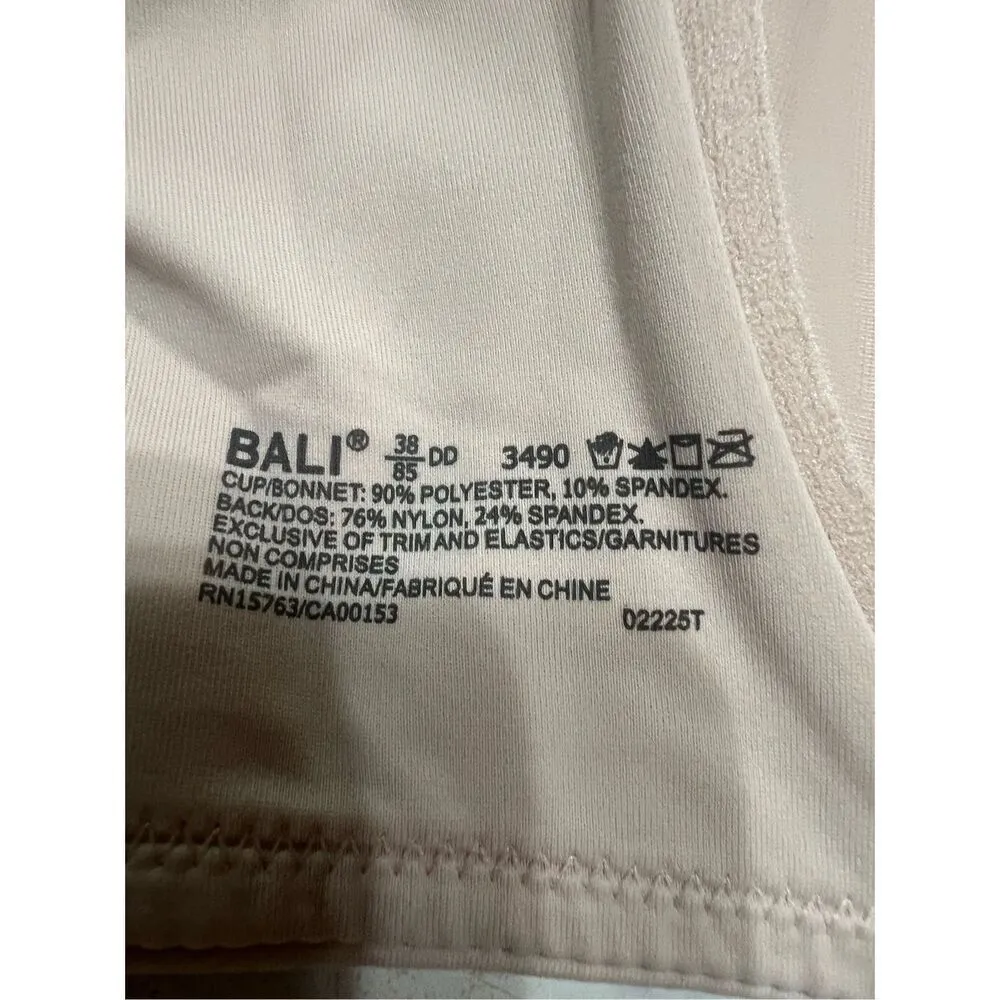 BALI® 38/85 DD 3490
CUP/BONNET: 90% POLYESTER, 10% SPANDEX.
BACK/DOS: 76% NYLON, 24% SPANDEX.
EXCLUSIVE OF TRIM AND ELASTICS/GARNITURES
NON COMPRISES
MADE IN CHINA/FABRIQUÉ EN CHINE
RN15763/CA00153 02225T